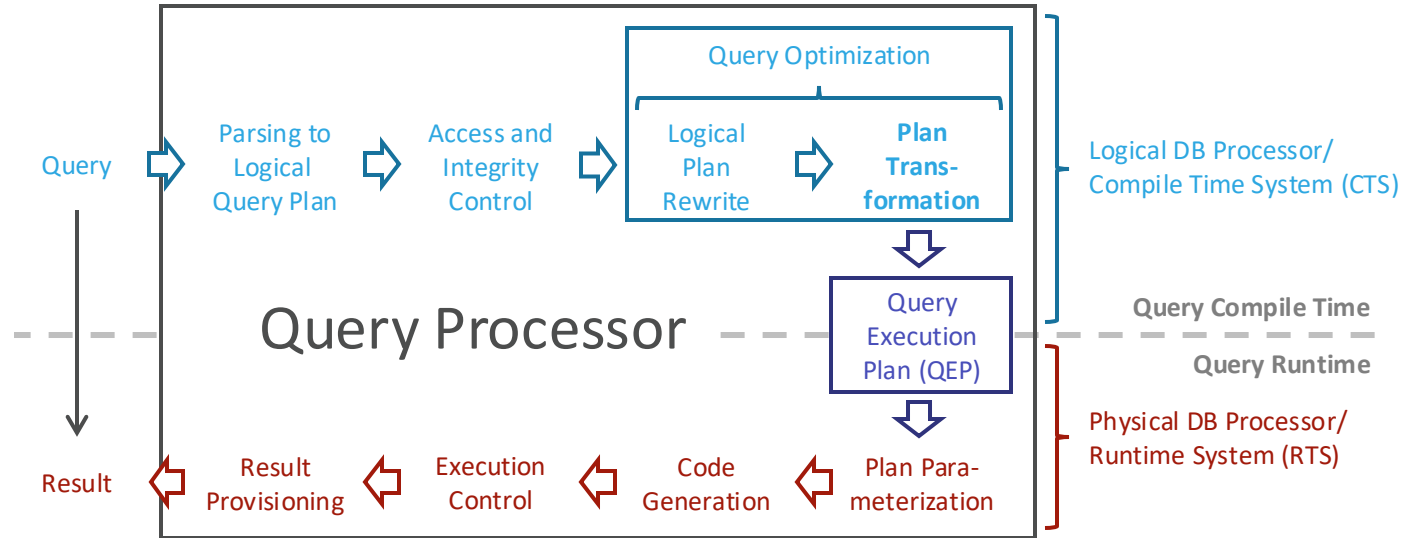 Query Optimization
Query
Parsing to
Logical
Query Plan
Access and
Integrity
Control
Logical
Plan
Rewrite
Plan
Trans-
formation
Logical DB Processor/
Compile Time System (CTS)
Query Processor
Query
Execution
Plan (QEP)
Query Compile Time
Query Runtime
Physical DB Processor/
Runtime System (RTS)
Result
Result
Provisioning
Execution
Control
Code
Generation
Plan Para-
meterization